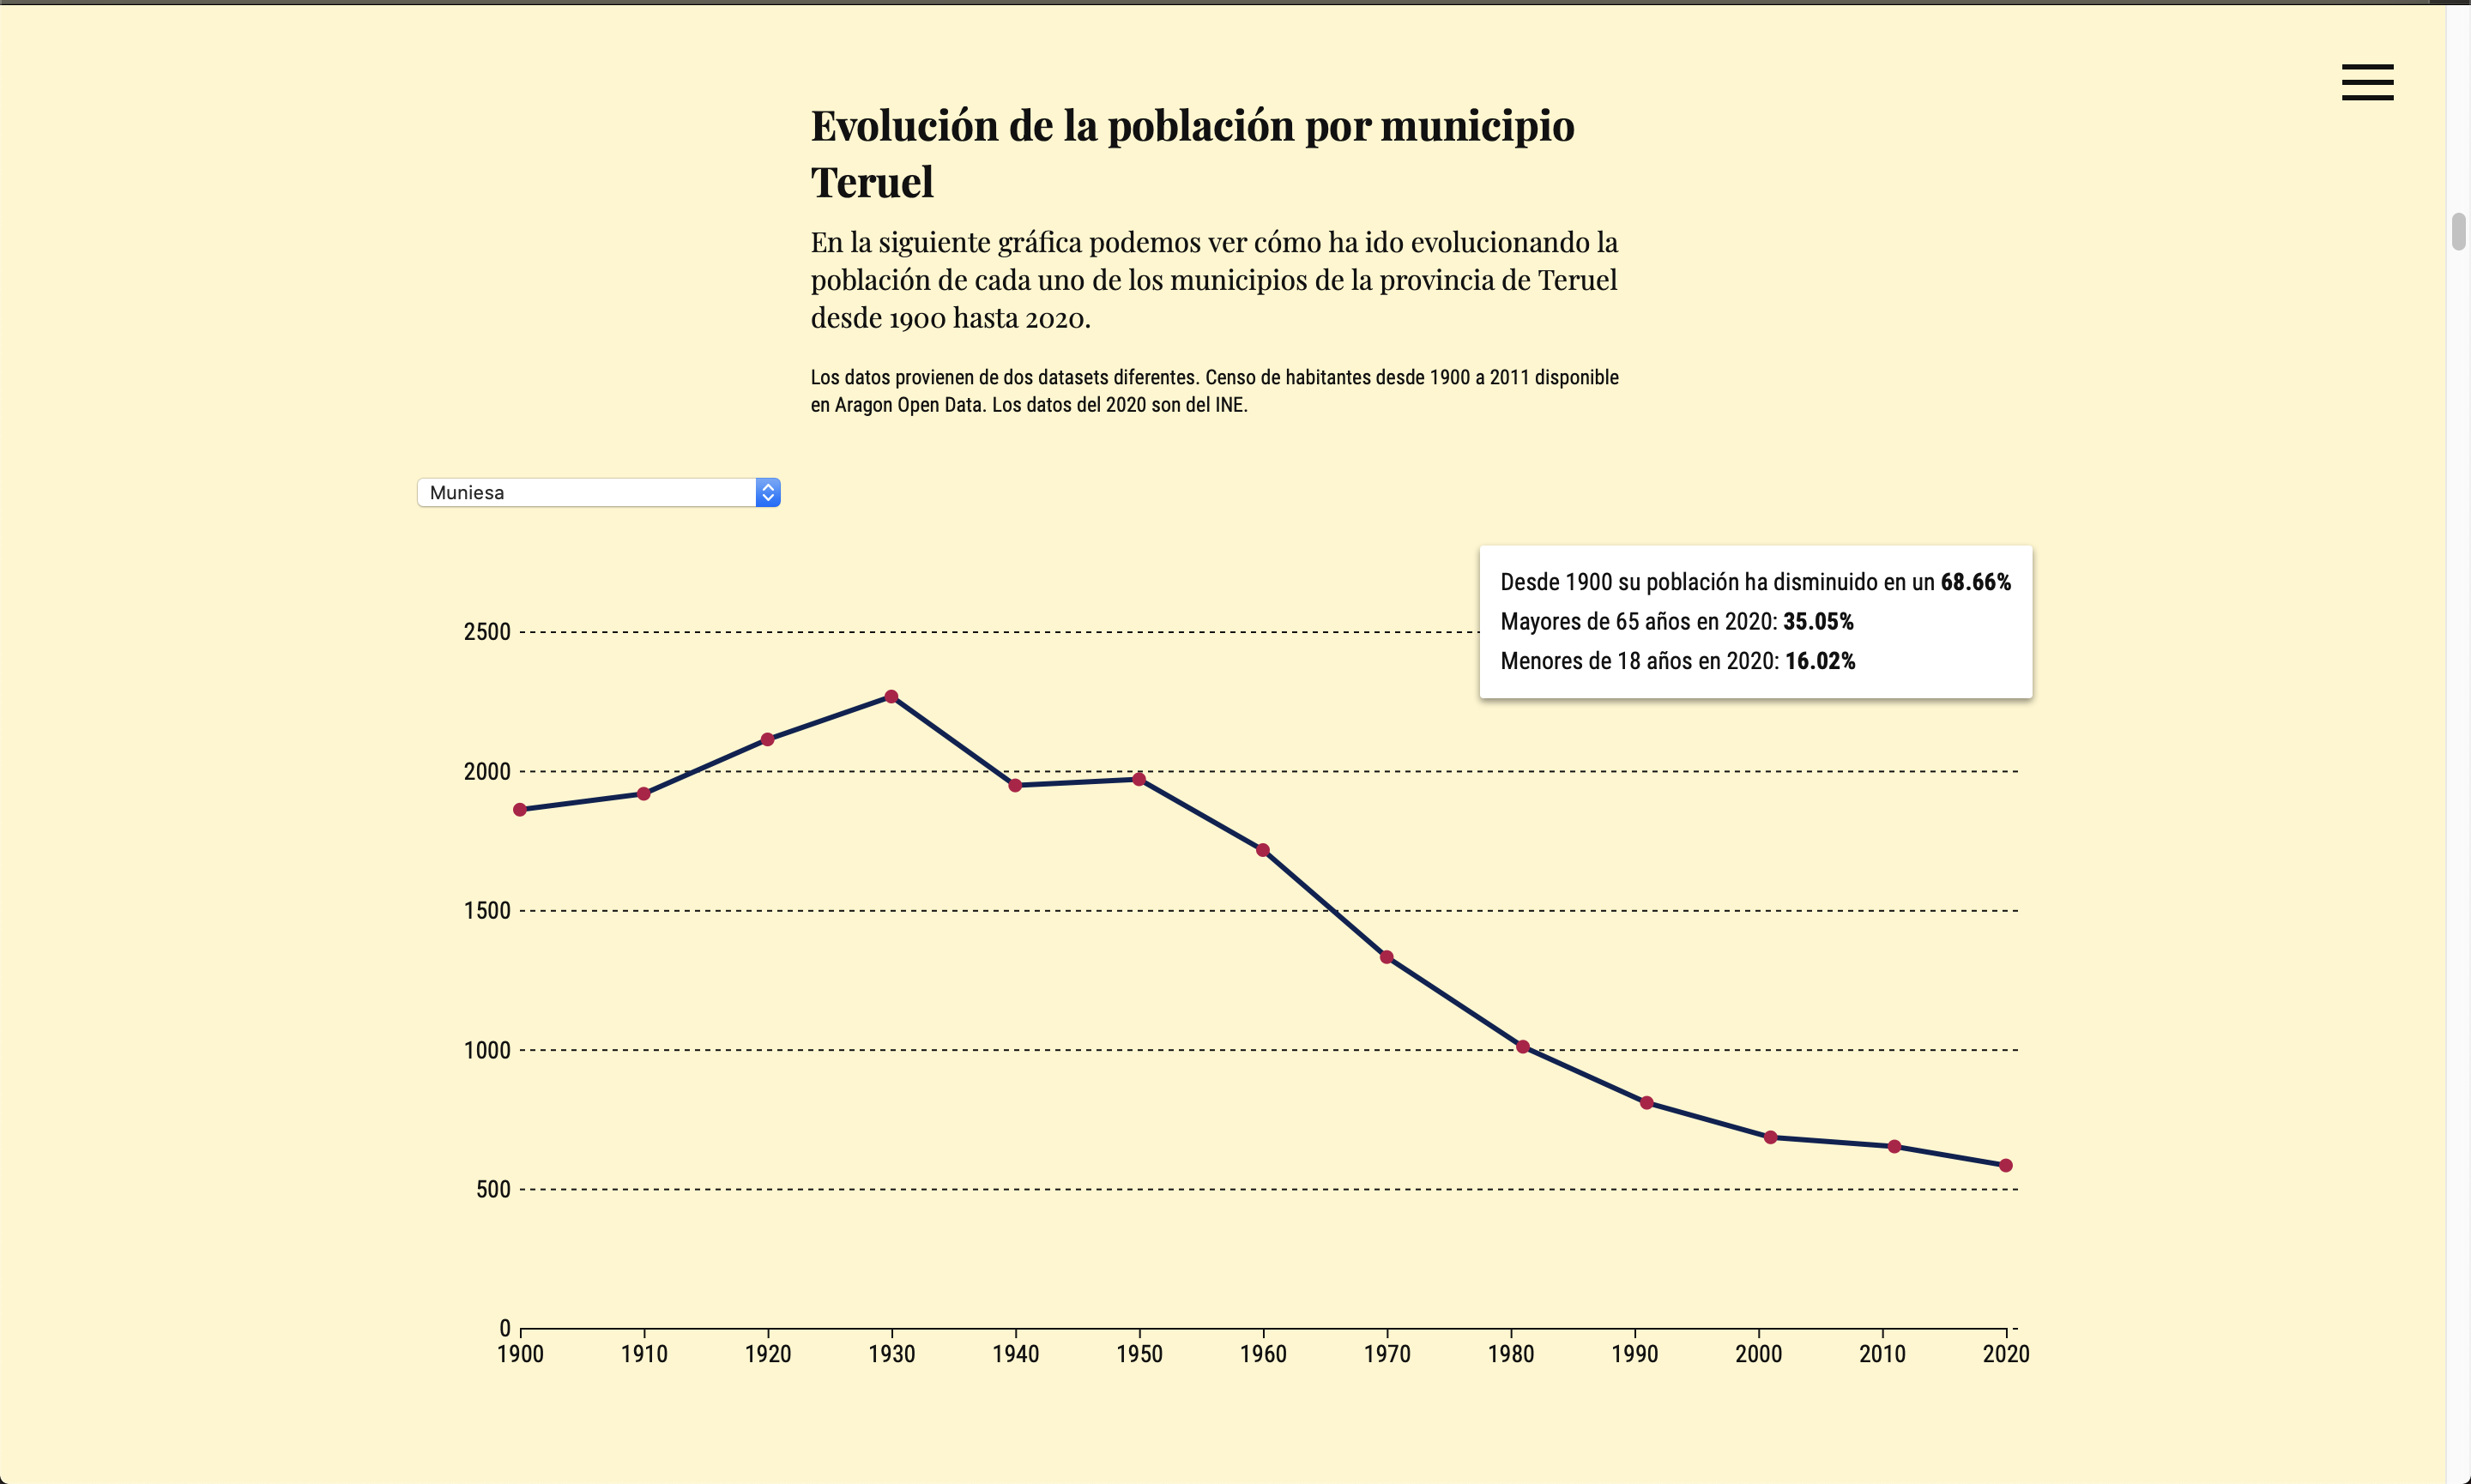 Evolución de la población por municipio
Teruel
En la siguiente gráfica podemos ver cómo ha ido evolucionando la
población de cada uno de los municipios de la provincia de Teruel
desde 1900 hasta 2020.
Los datos provienen de dos datasets diferentes. Censo de habitantes desde 1900 a 2011 disponible
en Aragon Open Data. Los datos del 2020 son del INE.
Muniesa
Desde 1900 su población ha disminuido en un 68.66%
Mayores de 65 años en 2020: 35.05%
Menores de 18 años en 2020: 16.02%
2500
2000
1500
1000
500
0
1900 1910 1920 1930 1940 1950 1960 1970 1980 1990 2000 2010 2020